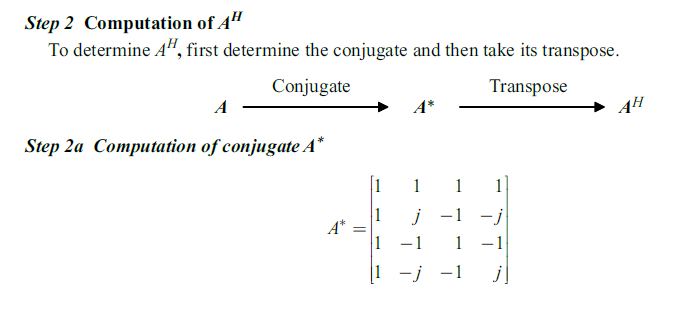 Step 2 Computation of A^H
To determine A^H, first determine the conjugate and then take its transpose.
Conjugate Transpose
A A* A^H
Step 2a Computation of conjugate A*
1 1 1 1
1 j −1 −j
A* =
1 −1 1 −1
1 −j −1 j